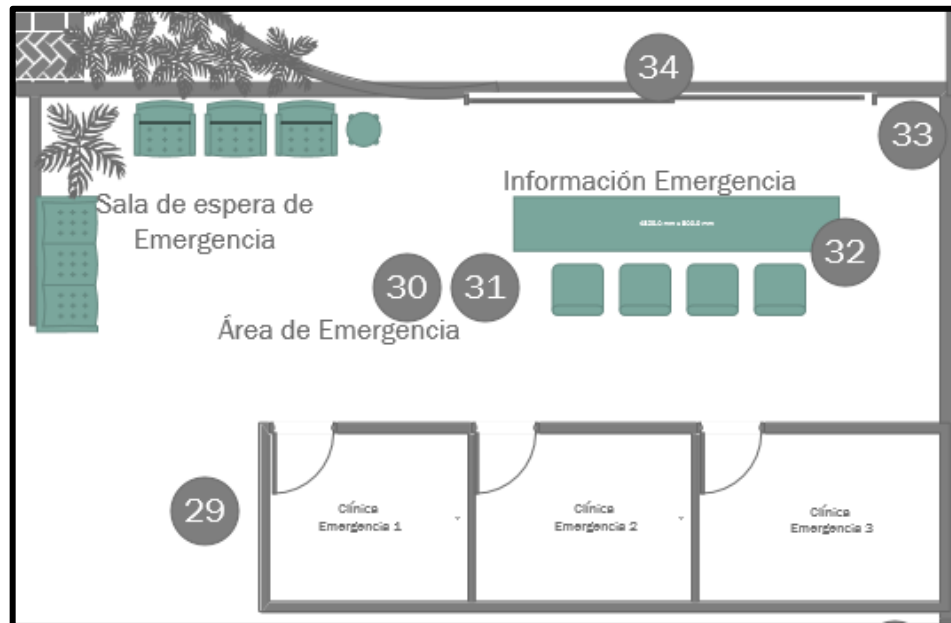 34
33
Información Emergencia
Sala de espera de
Emergencia
32
30
31
Área de Emergencia
29
Clínica
Emergencia 1
Clínica
Emergencia 2
Clínica
Emergencia 3